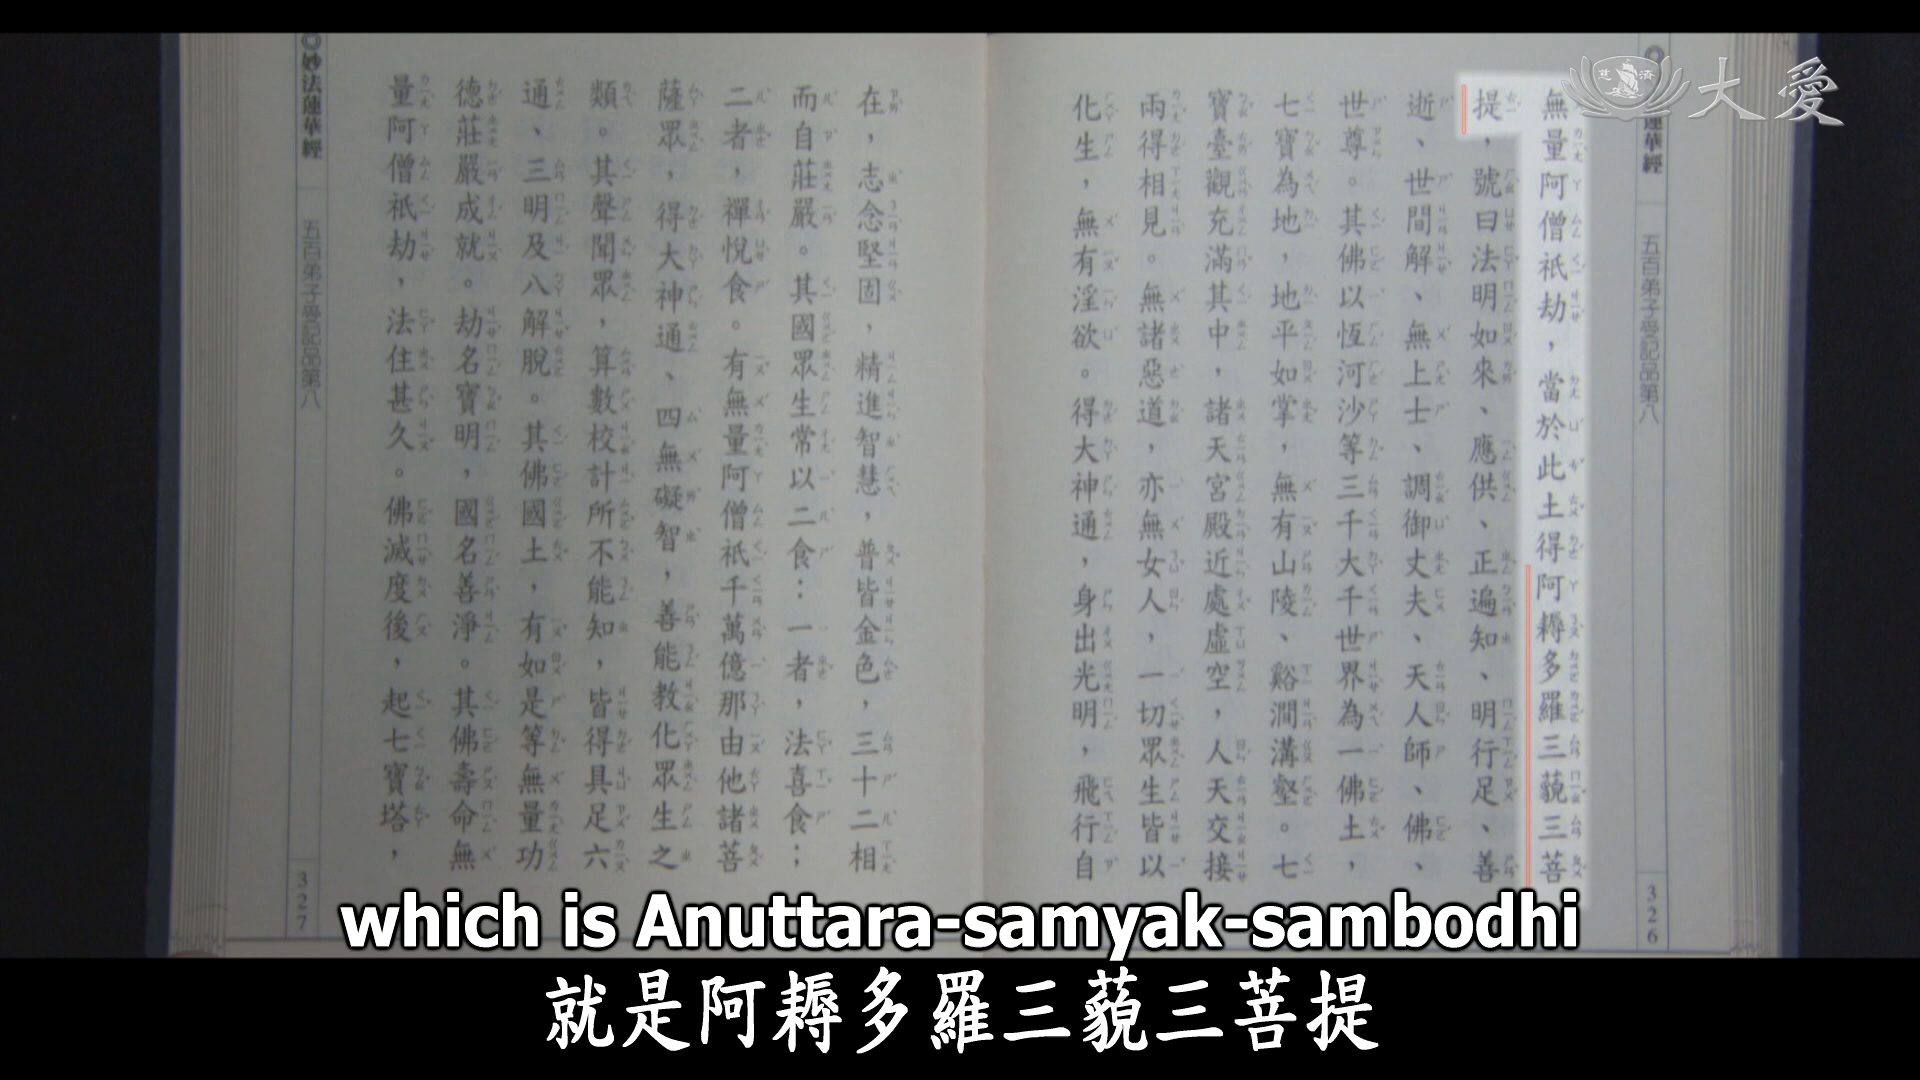 大愛
慈濟
蓮華經
五百弟子受記品第八
326
無量阿僧祇劫，當於此土得阿耨多羅三藐三菩
提，號曰法明如來、應供、正遍知、明行足、善
逝、世間解、無上士、調御丈夫、天人師、佛、
世尊。其佛以恆河沙等三千大千世界為一佛土，
七寶為地，地平如掌，無有山陵、谿澗溝壑。七
寶臺觀充滿其中，諸天宮殿近處虛空，人天交接
兩得相見。無諸惡道，亦無女人，一切眾生皆以
化生，無有淫欲。得大神通，身出光明，飛行自
在，志念堅固，精進智慧，普皆金色，三十二相
而自莊嚴。其國眾生常以二食：一者，法喜食；
二者，禪悅食。有無量阿僧祇千萬億那由他諸菩
薩眾，得大神通、四無礙智，善能教化眾生之
類。其聲聞眾，算數校計所不能知，皆得具足六
通、三明及八解脫。其佛國土，有如是等無量功
德莊嚴成就。劫名寶明，國名善淨。其佛壽命無
量阿僧祇劫，法住甚久。佛滅度後，起七寶塔，
妙法蓮華經
五百弟子受記品第八
327
which is Anuttara-samyak-sambodhi
就是阿耨多羅三藐三菩提